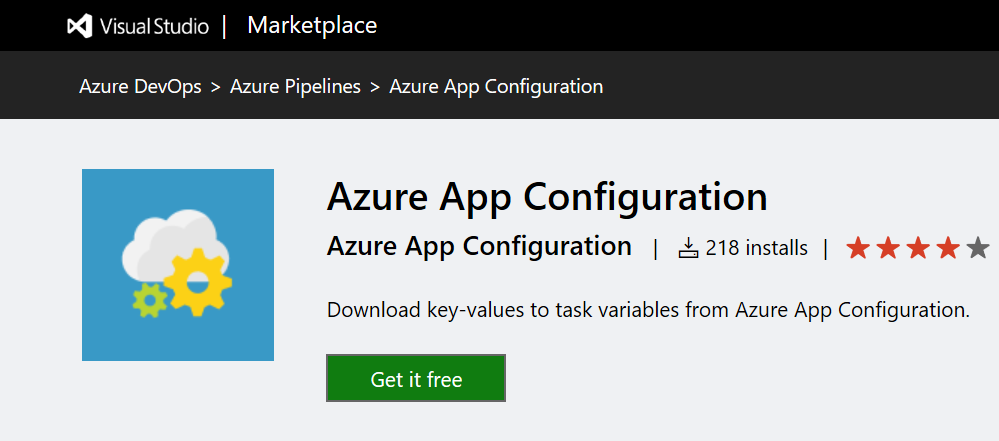 Visual Studio | Marketplace
Azure DevOps > Azure Pipelines > Azure App Configuration
Azure App Configuration
Azure App Configuration | 218 installs |
Download key-values to task variables from Azure App Configuration.
Get it free